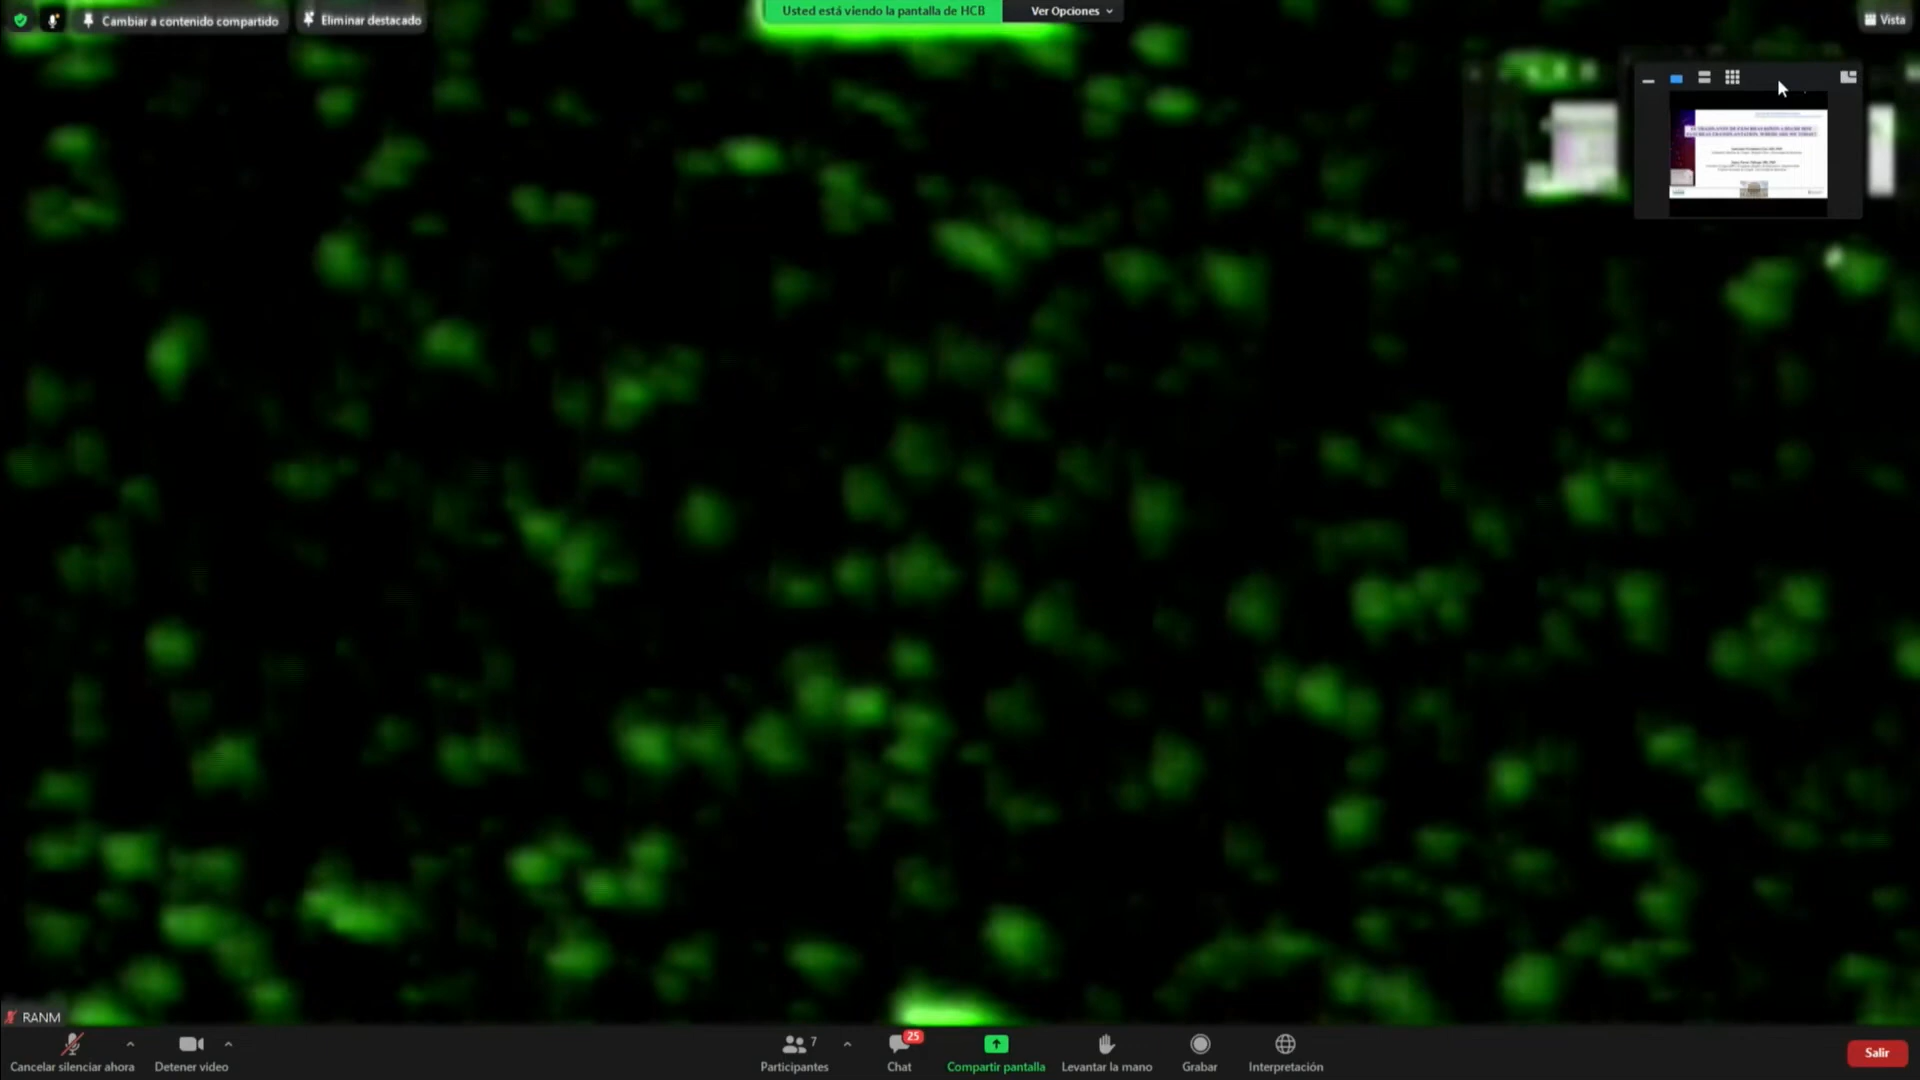 Cambiar a contenido compartido
Eliminar destacado
Usted está viendo la pantalla de HCB
Ver Opciones
Vista
RANM
Cancelar silenciar ahora
Detener video
7
Participantes
25
Chat
Compartir pantalla
Levantar la mano
Grabar
Interpretación
Salir